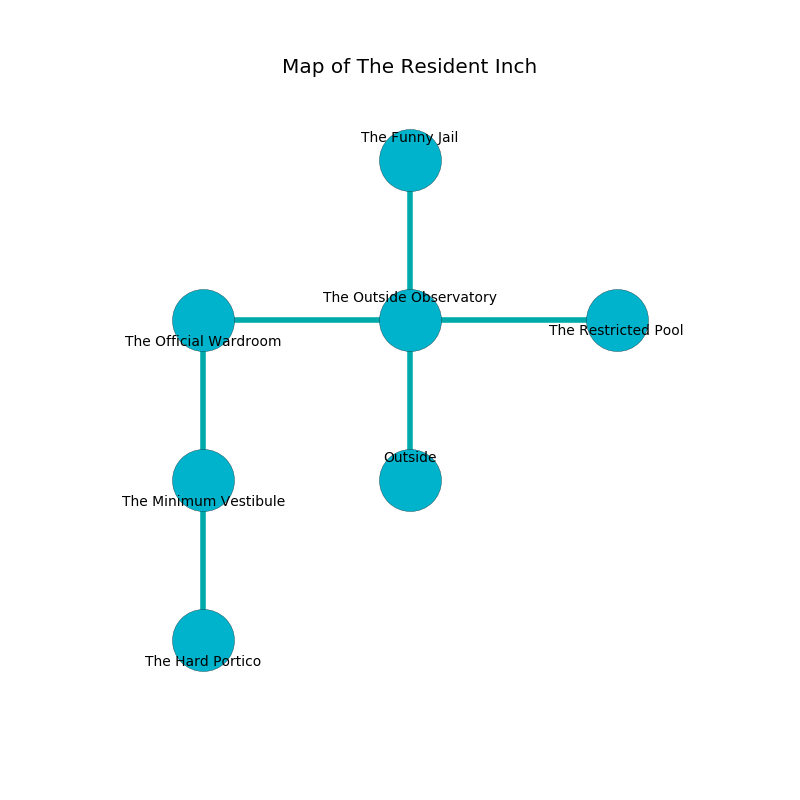 Map of The Resident Inch
The Funny Jail
The Outside Observatory
The Restricted Pool
The Official Wardroom
Outside
The Minimum Vestibule
The Hard Portico